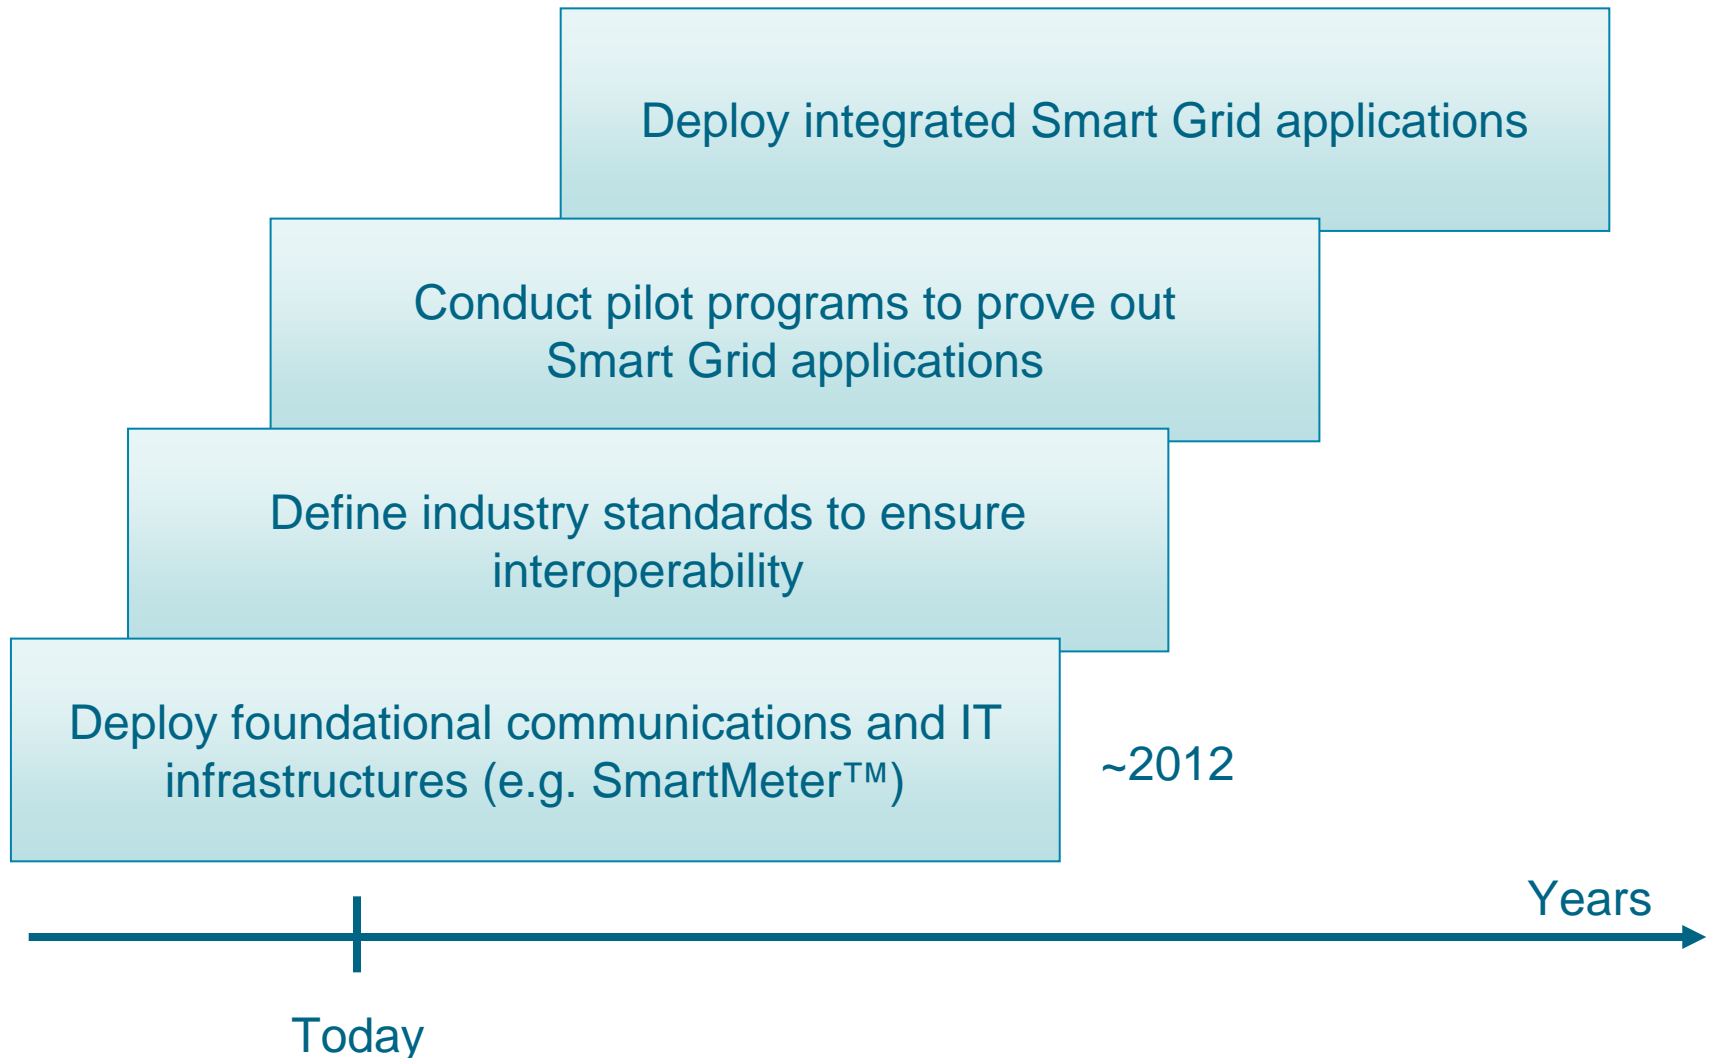 Deploy integrated Smart Grid applications
Conduct pilot programs to prove out
Smart Grid applications
Define industry standards to ensure
interoperability
Deploy foundational communications and IT
infrastructures (e.g. SmartMeter™)
~2012
Years
Today